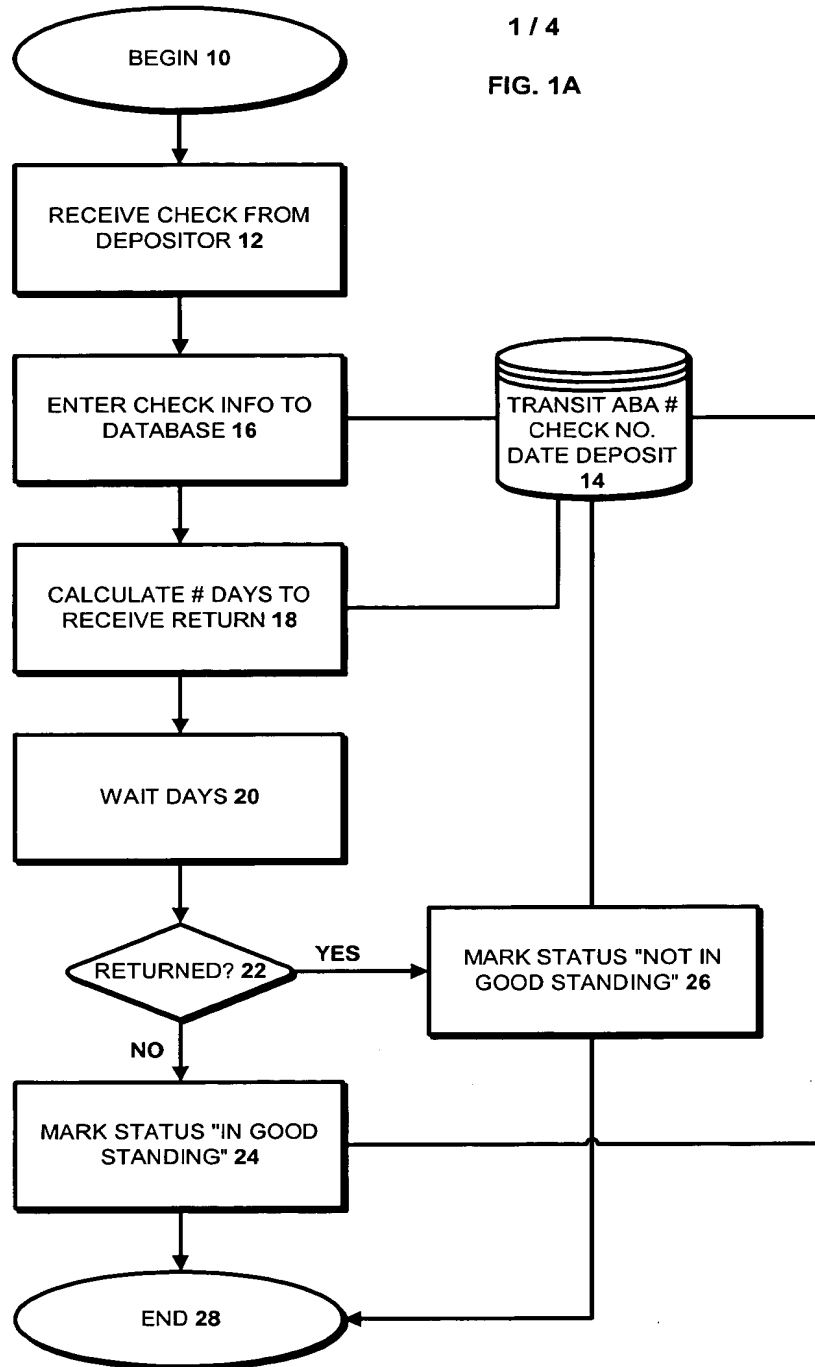 1 / 4
FIG. 1A
BEGIN 10
RECEIVE CHECK FROM
DEPOSITOR 12
ENTER CHECK INFO TO
DATABASE 16
TRANSIT ABA #
CHECK NO.
DATE DEPOSIT
14
CALCULATE # DAYS TO
RECEIVE RETURN 18
WAIT DAYS 20
RETURNED? 22
YES
MARK STATUS "NOT IN
GOOD STANDING" 26
NO
MARK STATUS "IN GOOD
STANDING" 24
END 28